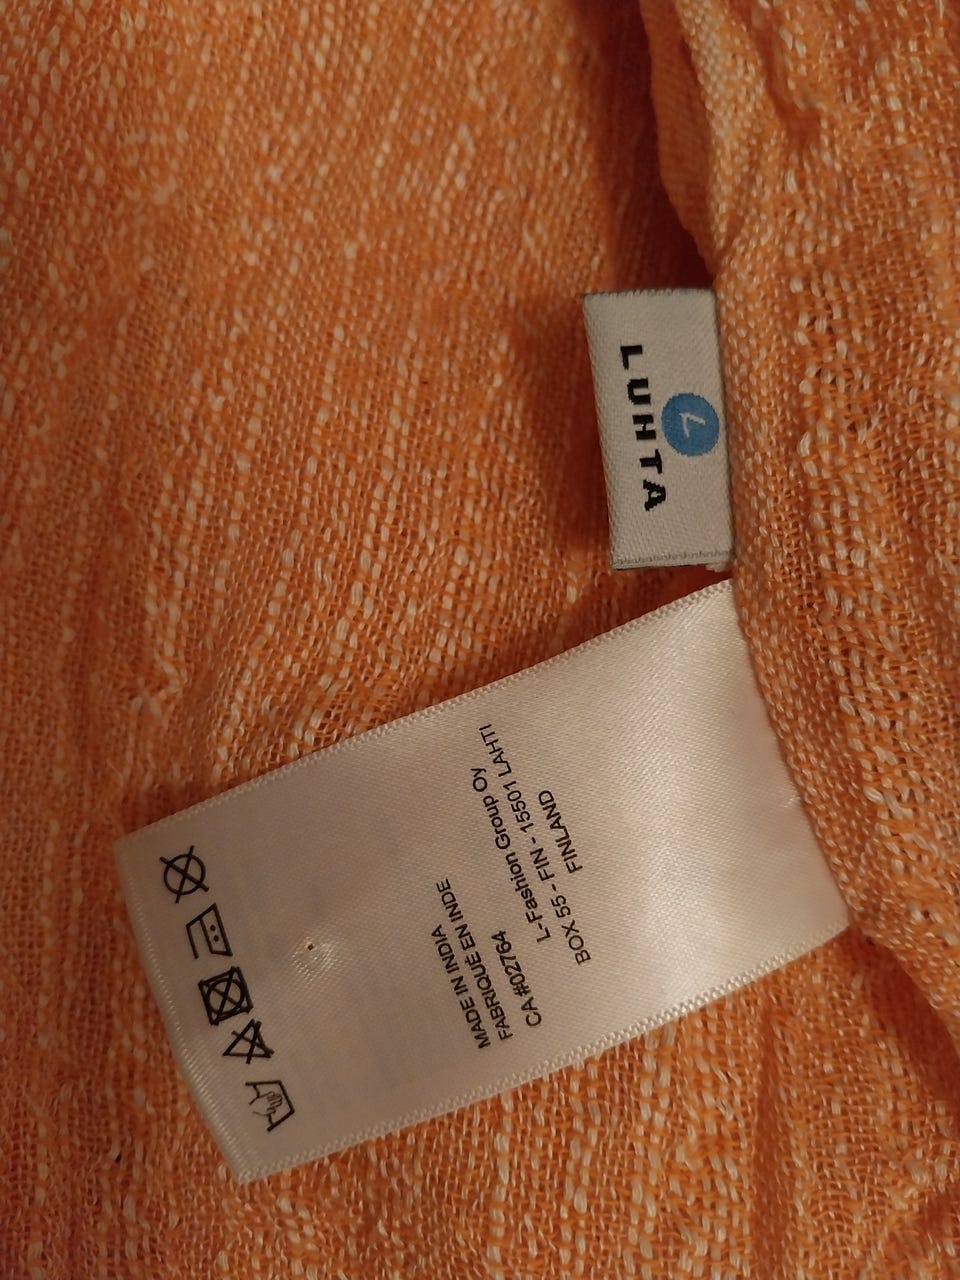 L
LUHTA
MADE IN INDIA
FABRIQUÉ EN INDE
CA#02764
L-Fashion Group Oy
BOX 55 - FIN - 15501 LAHTI
FINLAND